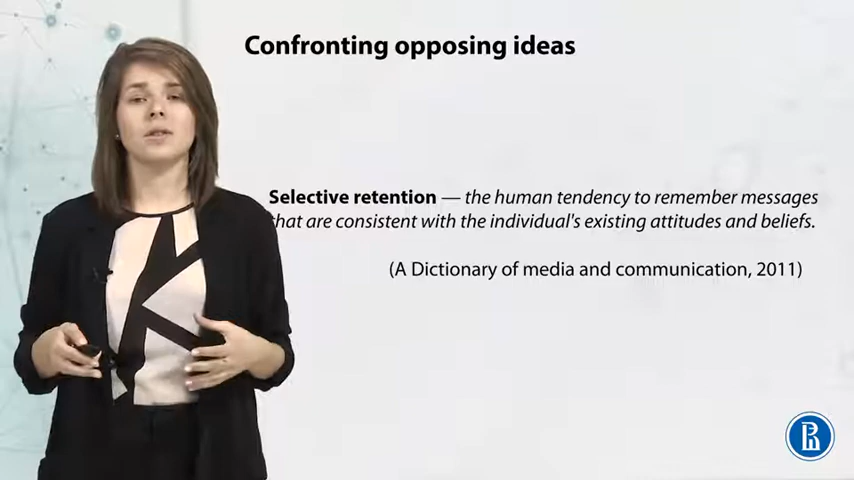 Confronting opposing ideas
Selective retention — the human tendency to remember messages
that are consistent with the individual's existing attitudes and beliefs.
(A Dictionary of media and communication, 2011)